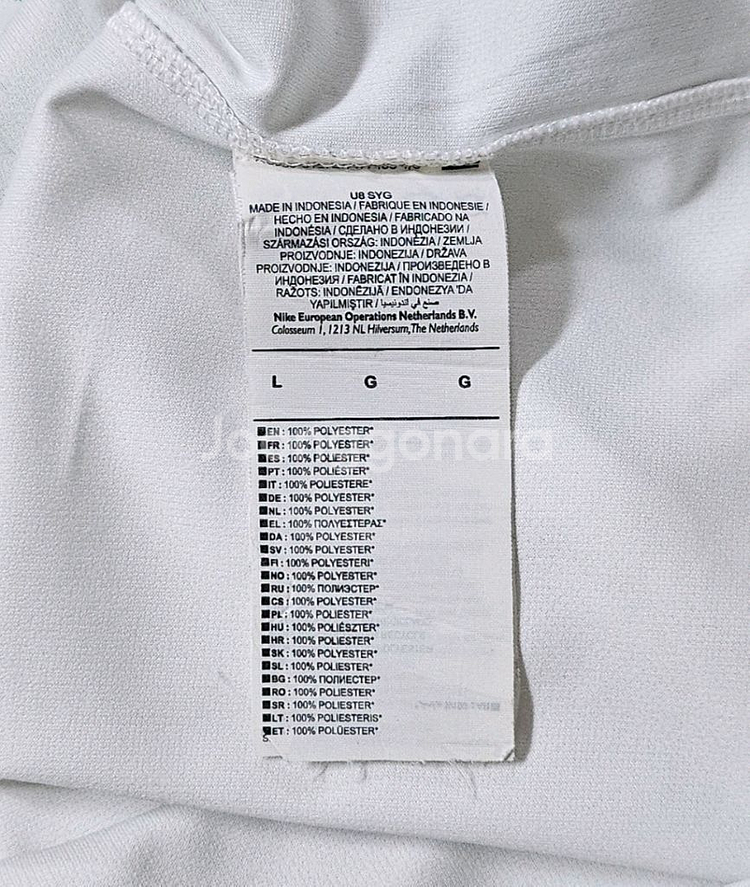 U8 SYG
MADE IN INDONESIA / FABRIQUE EN INDONESIE /
HECHO EN INDONESIA / FABRICADO NA
INDONÉSIA / СДЕЛАНО В ИНДОНЕЗИИ /
SZÁRMAZÁSI ORSZÁG: INDONÉZIA / ZEMLJA
PROIZVODNJE: INDONEZIJA / DRŽAVA
PROIZVODNJE: INDONEZIJA / ПРОИЗВЕДЕНО В
ИНДОНЕЗИЯ / FABRICAT ÎN INDONEZIA /
RAŽOTS: INDONĒZIJĀ / ENDONEZYA 'DA
YAPILMIŞTIR / صنع في اندونيسيا
Nike European Operations Netherlands B.V.
Colosseum 1, 1213 NL Hilversum, The Netherlands
L G G
EN : 100% POLYESTER*
FR : 100% POLYESTER*
ES : 100% POLYESTER*
PT : 100% POLIÉSTER*
IT : 100% POLIESTERE*
DE : 100% POLYESTER*
NL : 100% POLYESTER*
EL : 100% ΠΟΛΥΕΣΤΕΡΑΣ*
DA : 100% POLYESTER*
SV : 100% POLYESTER*
FI : 100% POLYESTERI*
NO : 100% POLYESTER*
RU : 100% ПОЛИЭСТЕР*
CS : 100% POLYESTER*
PL : 100% POLIESTER*
HU : 100% POLIÉSZTER*
HR : 100% POLIESTER*
SK : 100% POLYESTER*
SL : 100% POLIESTER*
BG : 100% ПОЛИЕСТЕР*
RO : 100% POLIESTER*
SR : 100% POLIESTER*
LT : 100% POLIESTERIS*
ET : 100% POLÜESTER*
5